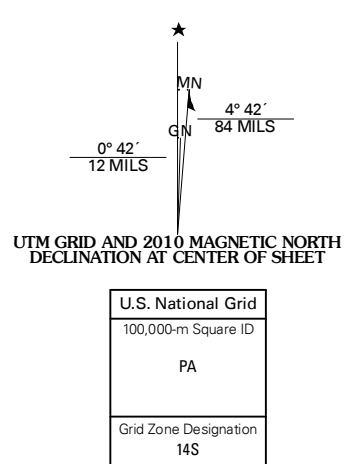 MN
4° 42´
84 MILS
GN
0° 42´
12 MILS
UTM GRID AND 2010 MAGNETIC NORTH
DECLINATION AT CENTER OF SHEET
U.S. National Grid
100,000-m Square ID
PA
Grid Zone Designation
14S